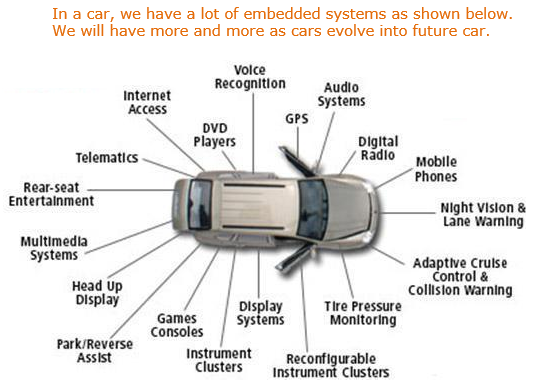 In a car, we have a lot of embedded systems as shown below.
We will have more and more as cars evolve into future car.
Voice
Recognition
Internet
Access
Audio
Systems
GPS
DVD
Players
Digital
Radio
Telematics
Mobile
Phones
Rear-seat
Entertainment
Night Vision &
Lane Warning
Multimedia
Systems
Adaptive Cruise
Control &
Collision Warning
Head Up
Display
Games
Consoles
Display
Systems
Tire Pressure
Monitoring
Park/Reverse
Assist
Instrument
Clusters
Reconfigurable
Instrument Clusters